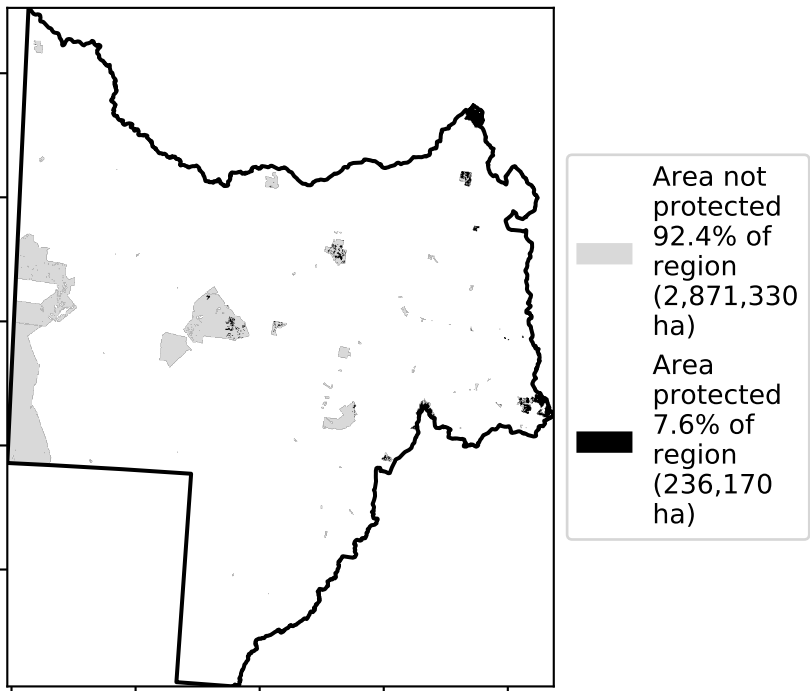 Area not
protected
92.4% of
region
(2,871,330
ha)
Area
protected
7.6% of
region
(236,170
ha)